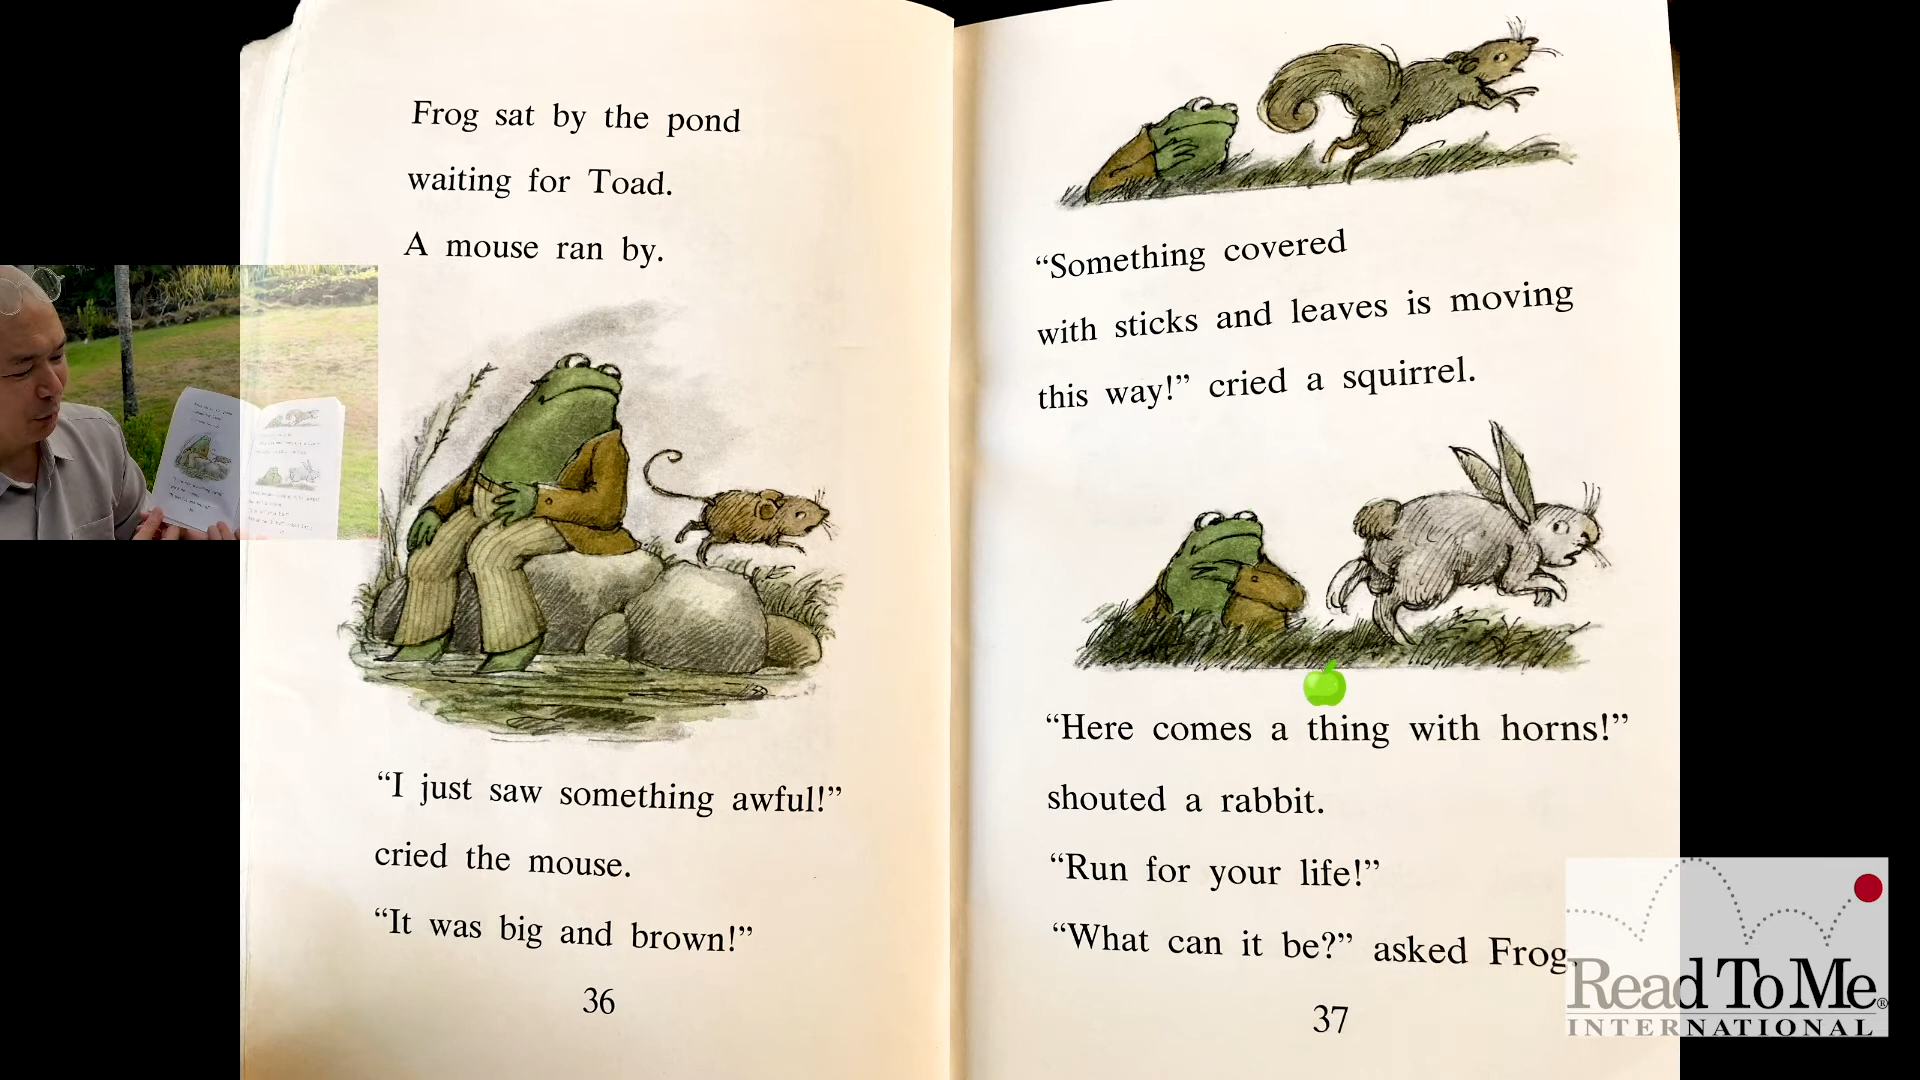 Frog sat by the pond
waiting for Toad.
A mouse ran by.
“I just saw something awful!”
cried the mouse.
“It was big and brown!”
36
“Something covered
with sticks and leaves is moving
this way!” cried a squirrel.
“Here comes a thing with horns!”
shouted a rabbit.
“Run for your life!”
“What can it be?” asked Frog.
37
Read To Me®
INTERNATIONAL